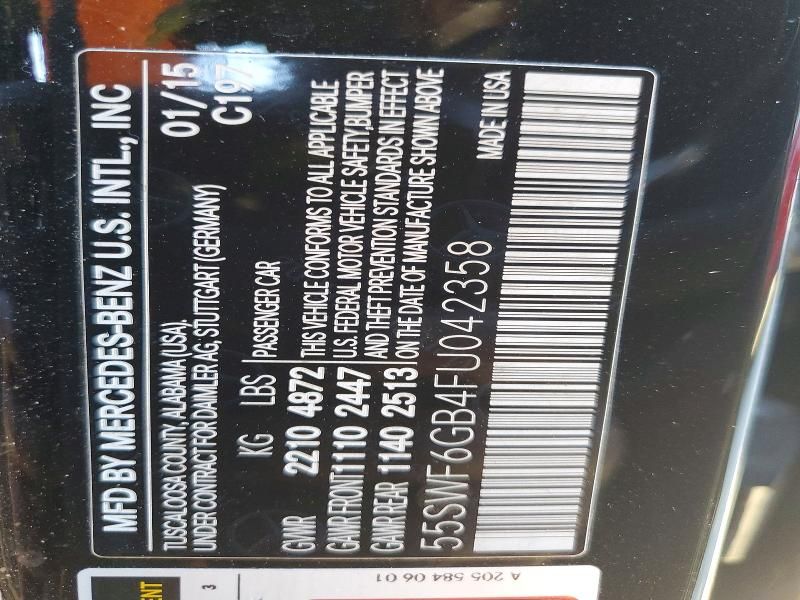 MFD BY MERCEDES-BENZ U.S. INTL., INC
TUSCALOOSA COUNTY, ALABAMA (USA), 01/15
UNDER CONTRACT FOR DAIMLER AG, STUTTGART (GERMANY) C197
KG LBS PASSENGER CAR
GVWR 2210 4872 THIS VEHICLE CONFORMS TO ALL APPLICABLE
GAWR FRONT 1110 2447 U.S. FEDERAL MOTOR VEHICLE SAFETY, BUMPER
GAWR REAR 1140 2513 AND THEFT PREVENTION STANDARDS IN EFFECT
ON THE DATE OF MANUFACTURE SHOWN ABOVE
55SWF6GB4FU042358 MADE IN USA
A 205 584 06 01
3